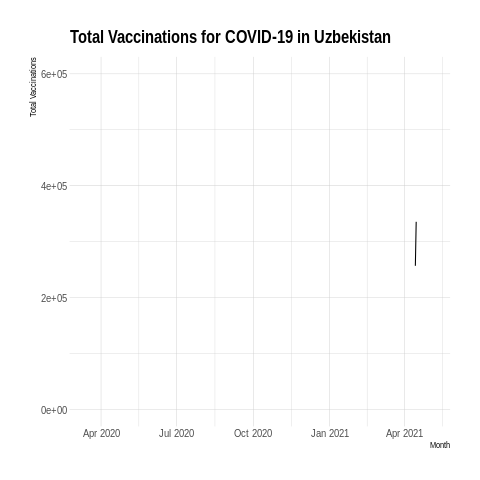 Total Vaccinations for COVID-19 in Uzbekistan
Total Vaccinations
6e+05
4e+05
2e+05
0e+00
Apr 2020 Jul 2020 Oct 2020 Jan 2021 Apr 2021
Month